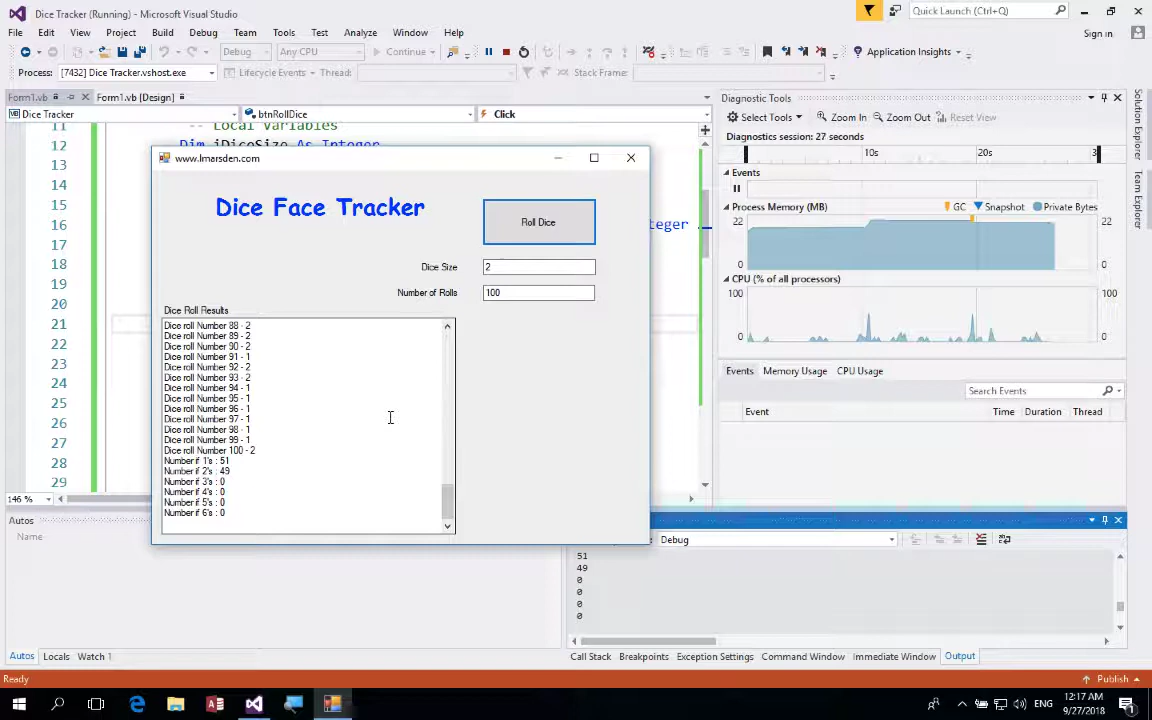 Dice Tracker (Running) - Microsoft Visual Studio
Quick Launch (Ctrl+Q)
File Edit View Project Build Debug Team Tools Test Analyze Window Help
Sign in
Debug Any CPU Continue Application Insights
Process: [7432] Dice Tracker.vshost.exe Lifecycle Events Thread: Stack Frame:
Form1.vb Form1.vb [Design]
Dice Tracker btnRollDice Click
11 -- Local Variables
12 Dim iDiceSize As Integer
13
14
15
16 teger
17
18
19
20
21
22
23
24
25
26
27
28
29
146 %
www.lmarsden.com
Dice Face Tracker
Roll Dice
Dice Size 2
Number of Rolls 100
Dice Roll Results
Dice roll Number 88 - 2
Dice roll Number 89 - 2
Dice roll Number 90 - 2
Dice roll Number 91 - 1
Dice roll Number 92 - 2
Dice roll Number 93 - 2
Dice roll Number 94 - 1
Dice roll Number 95 - 1
Dice roll Number 96 - 1
Dice roll Number 97 - 1
Dice roll Number 98 - 1
Dice roll Number 99 - 1
Dice roll Number 100 - 2
Number if 1's : 51
Number if 2's : 49
Number if 3's : 0
Number if 4's : 0
Number if 5's : 0
Number if 6's : 0
Diagnostic Tools
Select Tools Zoom In Zoom Out Reset View
Diagnostics session: 27 seconds
10s 20s 3
Events
Process Memory (MB) GC Snapshot Private Bytes
22 22
0 0
CPU (% of all processors)
100 100
0 0
Events Memory Usage CPU Usage
Search Events
Event Time Duration Thread
Solution Explorer
Team Explorer
Autos
Name
Debug
51
49
0
0
0
0
Autos Locals Watch 1
Call Stack Breakpoints Exception Settings Command Window Immediate Window Output
Ready
Publish
ENG
12:17 AM
9/27/2018
1